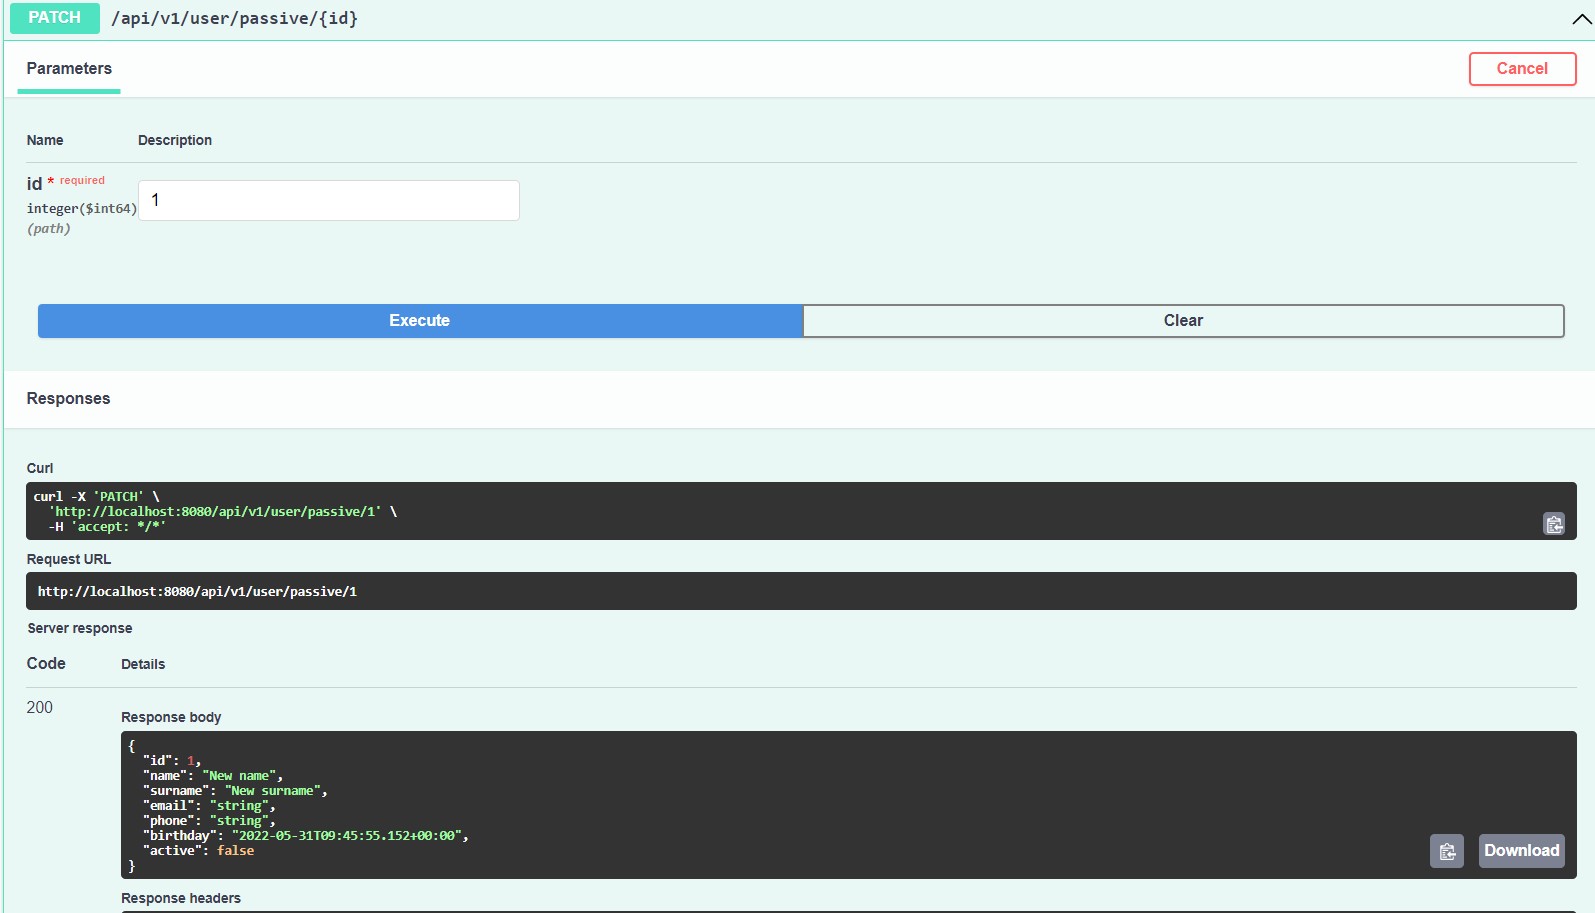 PATCH /api/v1/user/passive/{id}
Parameters
Cancel
Name Description
id * required
integer($int64)
(path)
1
Execute Clear
Responses
Curl
curl -X 'PATCH' \
  'http://localhost:8080/api/v1/user/passive/1' \
  -H 'accept: */*'
Request URL
http://localhost:8080/api/v1/user/passive/1
Server response
Code Details
200
Response body
{
  "id": 1,
  "name": "New name",
  "surname": "New surname",
  "email": "string",
  "phone": "string",
  "birthday": "2022-05-31T09:45:55.152+00:00",
  "active": false
}
Download
Response headers